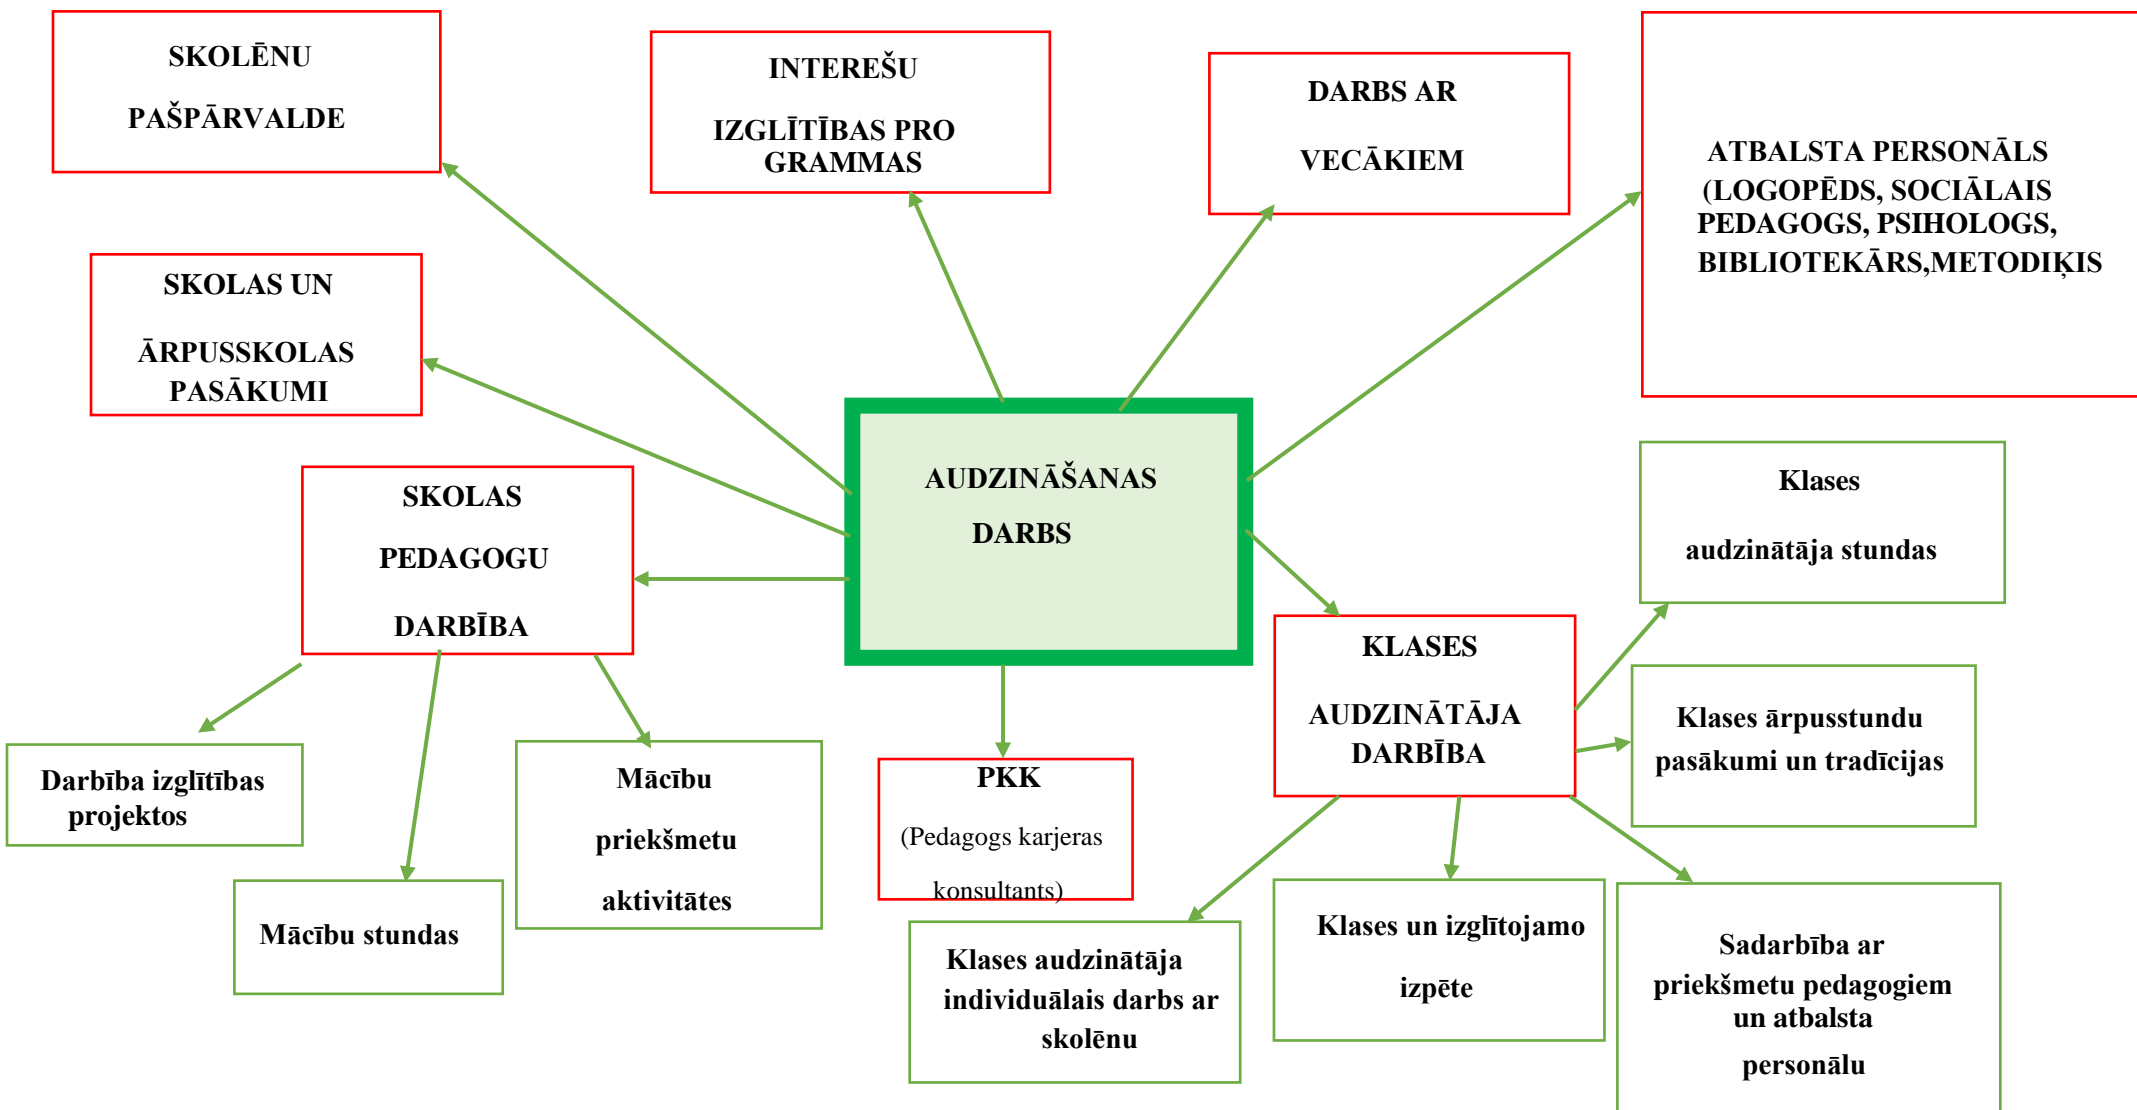 SKOLĒNU
PAŠPĀRVALDE
INTEREŠU
IZGLĪTĪBAS PRO
GRAMMAS
DARBS AR
VECĀKIEM
ATBALSTA PERSONĀLS
(LOGOPĒDS, SOCIĀLAIS
PEDAGOGS, PSIHOLOGS,
BIBLIOTEKĀRS,METODIĶIS
SKOLAS UN
ĀRPUSSKOLAS
PASĀKUMI
AUDZINĀŠANAS
DARBS
SKOLAS
PEDAGOGU
DARBĪBA
Klases
audzinātāja stundas
KLASES
AUDZINĀTĀJA
DARBĪBA
Klases ārpusstundu
pasākumi un tradīcijas
Darbība izglītības
projektos
Mācību stundas
Mācību
priekšmetu
aktivitātes
PKK
(Pedagogs karjeras
konsultants)
Klases audzinātāja
individuālais darbs ar
skolēnu
Klases un izglītojamo
izpēte
Sadarbība ar
priekšmetu pedagogiem
un atbalsta
personālu